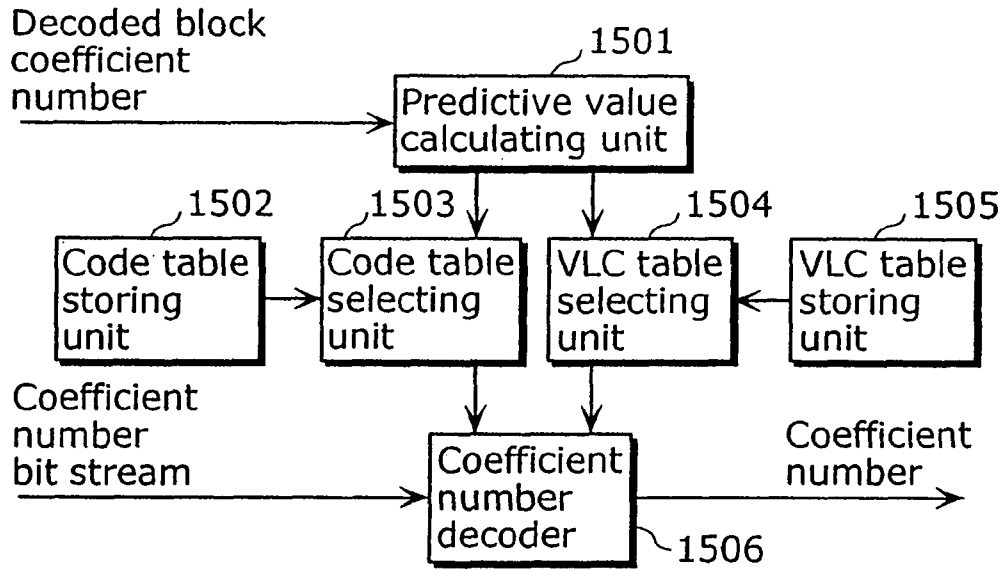 Decoded block
coefficient
number
1501
Predictive value
calculating unit
1502
1503
1504
1505
Code table
storing
unit
Code table
selecting
unit
VLC table
selecting
unit
VLC table
storing
unit
Coefficient
number
bit stream
Coefficient
number
decoder
Coefficient
number
1506